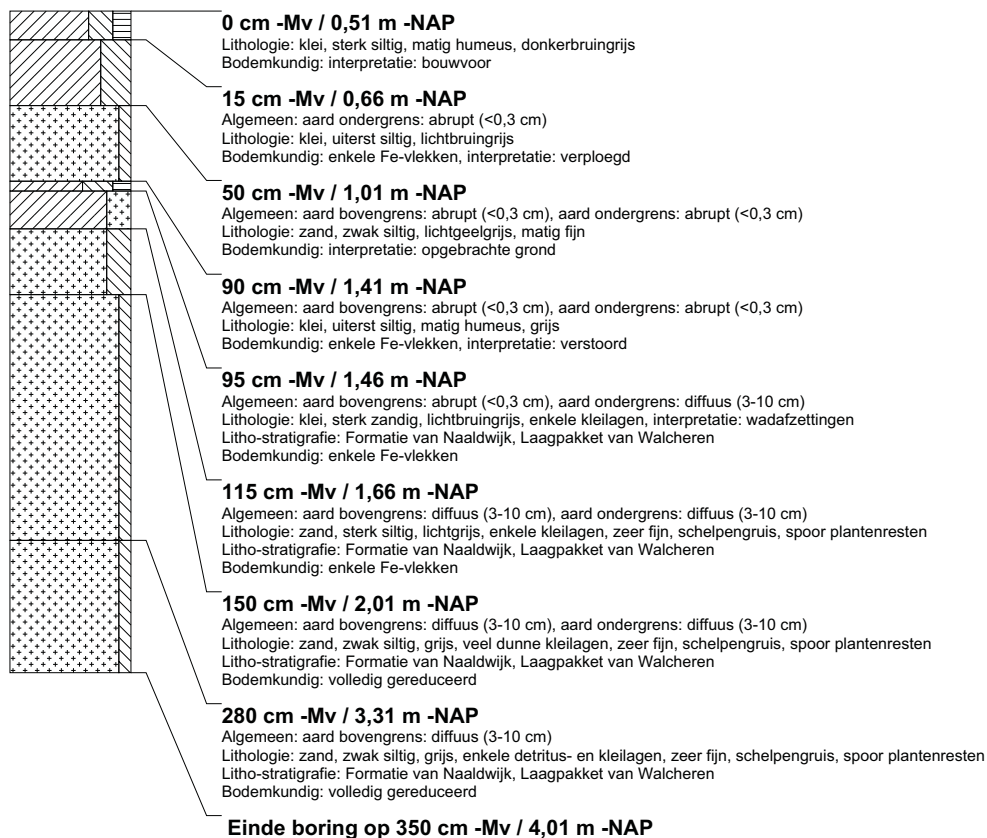 0 cm -Mv / 0,51 m -NAP
Lithologie: klei, sterk siltig, matig humeus, donkerbruingrijs
Bodemkundig: interpretatie: bouwvoor
15 cm -Mv / 0,66 m -NAP
Algemeen: aard ondergrens: abrupt (<0,3 cm)
Lithologie: klei, uiterst siltig, lichtbruingrijs
Bodemkundig: enkele Fe-vlekken, interpretatie: verploegd
50 cm -Mv / 1,01 m -NAP
Algemeen: aard bovengrens: abrupt (<0,3 cm), aard ondergrens: abrupt (<0,3 cm)
Lithologie: zand, zwak siltig, lichtgeelgrijs, matig fijn
Bodemkundig: interpretatie: opgebrachte grond
90 cm -Mv / 1,41 m -NAP
Algemeen: aard bovengrens: abrupt (<0,3 cm), aard ondergrens: abrupt (<0,3 cm)
Lithologie: klei, uiterst siltig, matig humeus, grijs
Bodemkundig: enkele Fe-vlekken, interpretatie: verstoord
95 cm -Mv / 1,46 m -NAP
Algemeen: aard bovengrens: abrupt (<0,3 cm), aard ondergrens: diffuus (3-10 cm)
Lithologie: klei, sterk zandig, lichtbruingrijs, enkele kleilagen, interpretatie: wadafzettingen
Litho-stratigrafie: Formatie van Naaldwijk, Laagpakket van Walcheren
Bodemkundig: enkele Fe-vlekken
115 cm -Mv / 1,66 m -NAP
Algemeen: aard bovengrens: diffuus (3-10 cm), aard ondergrens: diffuus (3-10 cm)
Lithologie: zand, sterk siltig, lichtgrijs, enkele kleilagen, zeer fijn, schelpengruis, spoor plantenresten
Litho-stratigrafie: Formatie van Naaldwijk, Laagpakket van Walcheren
Bodemkundig: enkele Fe-vlekken
150 cm -Mv / 2,01 m -NAP
Algemeen: aard bovengrens: diffuus (3-10 cm), aard ondergrens: diffuus (3-10 cm)
Lithologie: zand, zwak siltig, grijs, veel dunne kleilagen, zeer fijn, schelpengruis, spoor plantenresten
Litho-stratigrafie: Formatie van Naaldwijk, Laagpakket van Walcheren
Bodemkundig: volledig gereduceerd
280 cm -Mv / 3,31 m -NAP
Algemeen: aard bovengrens: diffuus (3-10 cm)
Lithologie: zand, zwak siltig, grijs, enkele detritus- en kleilagen, zeer fijn, schelpengruis, spoor plantenresten
Litho-stratigrafie: Formatie van Naaldwijk, Laagpakket van Walcheren
Bodemkundig: volledig gereduceerd
Einde boring op 350 cm -Mv / 4,01 m -NAP